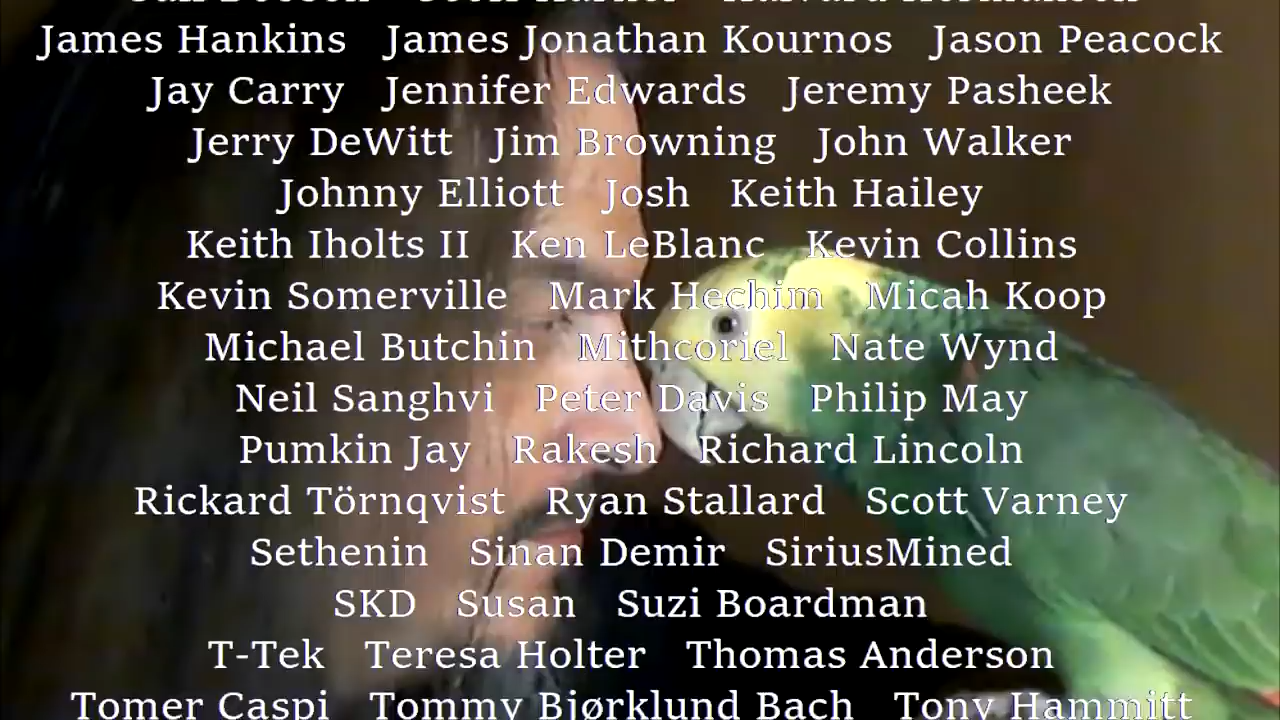 James Hankins James Jonathan Kournos Jason Peacock
Jay Carry Jennifer Edwards Jeremy Pasheek
Jerry DeWitt Jim Browning John Walker
Johnny Elliott Josh Keith Hailey
Keith Iholts II Ken LeBlanc Kevin Collins
Kevin Somerville Mark Hechim Micah Koop
Michael Butchin Mithcoriel Nate Wynd
Neil Sanghvi Peter Davis Philip May
Pumkin Jay Rakesh Richard Lincoln
Rickard Törnqvist Ryan Stallard Scott Varney
Sethenin Sinan Demir SiriusMined
SKD Susan Suzi Boardman
T-Tek Teresa Holter Thomas Anderson
Tomer Caspi Tommy Bjørklund Bach Tony Hammitt